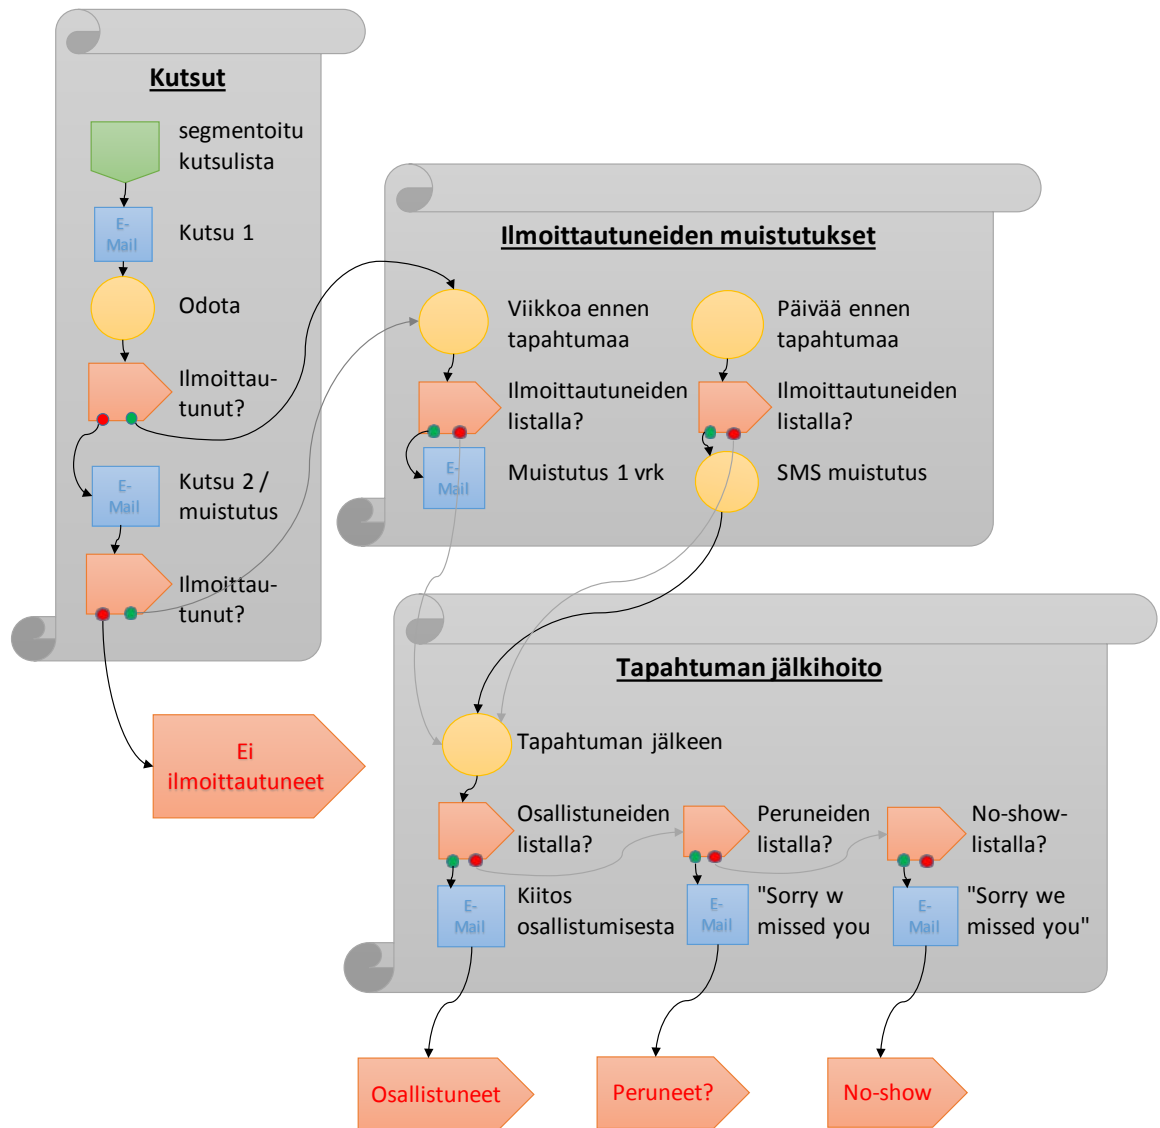 Kutsut
segmentoitu
kutsulista
E-
Mail
Kutsu 1
Odota
Ilmoittau-
tunut?
E-
Mail
Kutsu 2 /
muistutus
Ilmoittau-
tunut?
Ei
ilmoittautuneet
Ilmoittautuneiden muistutukset
Viikkoa ennen
tapahtumaa
Päivää ennen
tapahtumaa
Ilmoittautuneiden
listalla?
Ilmoittautuneiden
listalla?
E-
Mail
Muistutus 1 vrk
SMS muistutus
Tapahtuman jälkihoito
Tapahtuman jälkeen
Osallistuneiden
listalla?
Peruneiden
listalla?
No-show-
listalla?
E-
Mail
Kiitos
osallistumisesta
E-
Mail
"Sorry w
missed you
E-
Mail
"Sorry we
missed you"
Osallistuneet
Peruneet?
No-show